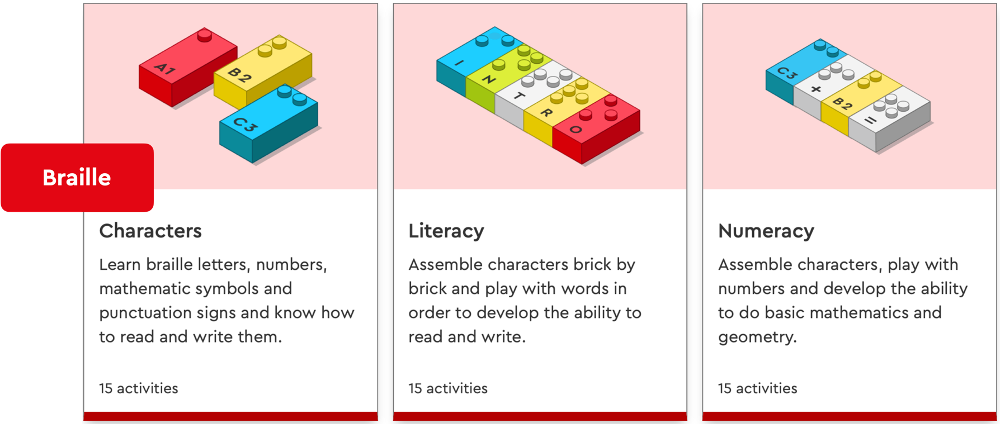 A1
B2
C3
Braille
Characters
Learn braille letters, numbers,
mathematic symbols and
punctuation signs and know how
to read and write them.
15 activities
I
N
T
R
O
Literacy
Assemble characters brick by
brick and play with words in
order to develop the ability to
read and write.
15 activities
C3
+
B2
=
Numeracy
Assemble characters, play with
numbers and develop the ability
to do basic mathematics and
geometry.
15 activities